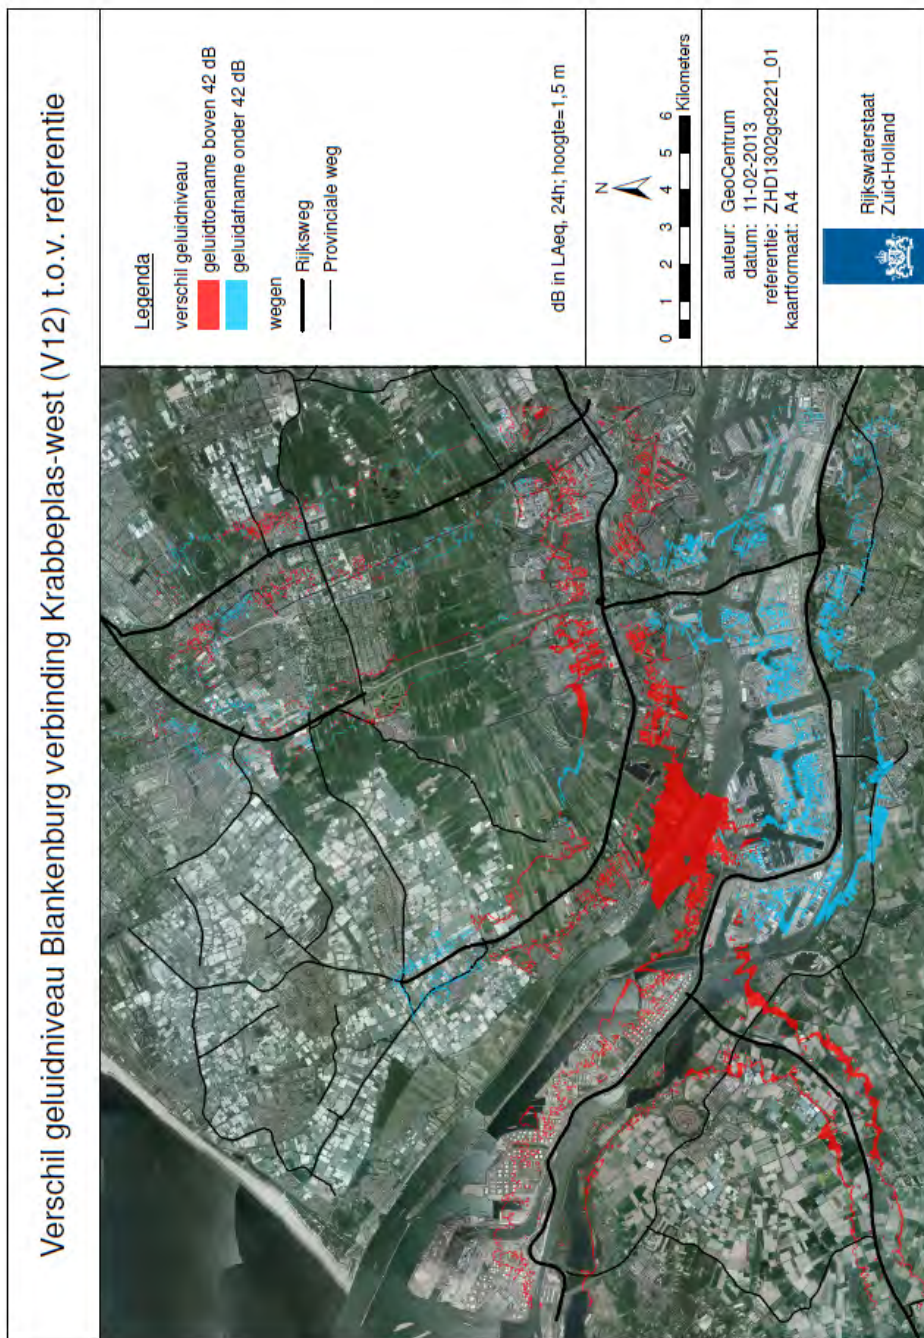 Verschil geluidniveau Blankenburg verbinding Krabbeplas-west (V12) t.o.v. referentie
Legenda
verschil geluidniveau
geluidtoename boven 42 dB
geluidafname onder 42 dB
wegen
Rijksweg
Provinciale weg
dB in LAeq, 24h; hoogte=1,5 m
N
0 1 2 3 4 5 6
Kilometers
auteur: GeoCentrum
datum: 11-02-2013
referentie: ZHD1302gc9221_01
kaartformaat: A4
Rijkswaterstaat
Zuid-Holland